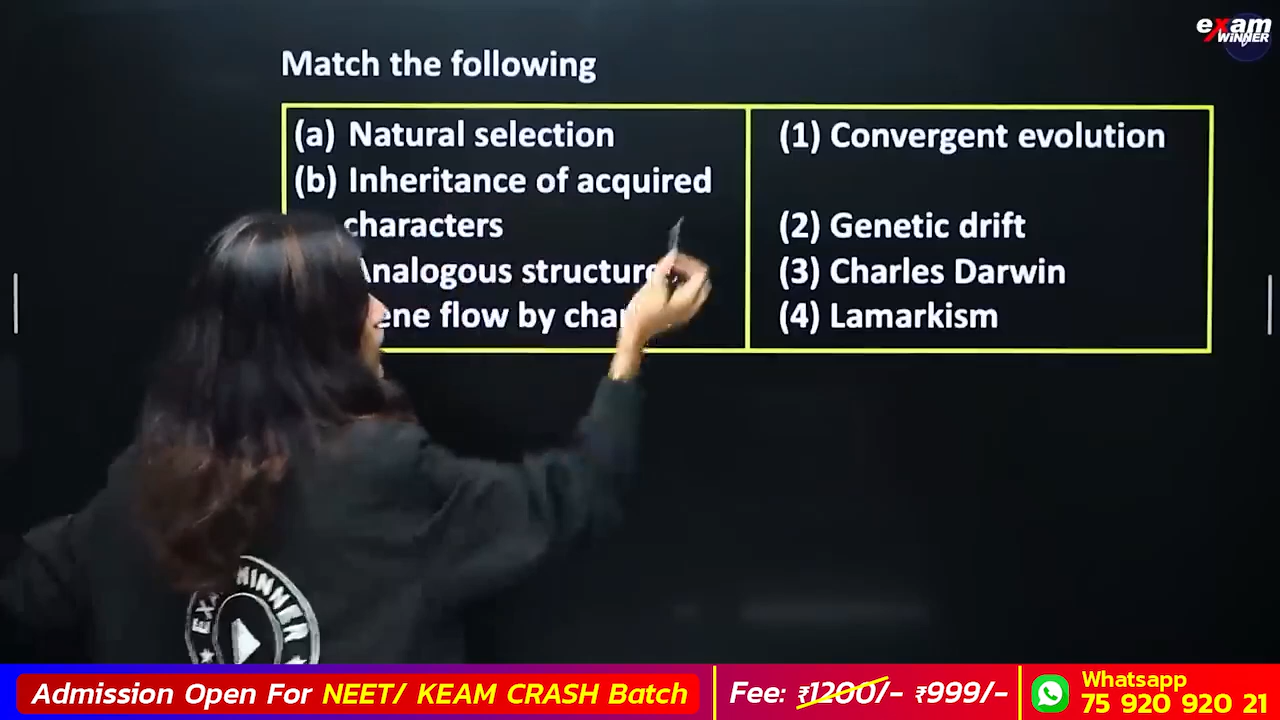 exam
WINNER
Match the following
(a) Natural selection
(1) Convergent evolution
(b) Inheritance of acquired
characters
(2) Genetic drift
Analogous structure
(3) Charles Darwin
flow by
(4) Lamarkism
EXAM WINNER
Admission Open For NEET/ KEAM CRASH Batch
Fee: ₹1200/- ₹999/-
Whatsapp
75 920 920 21